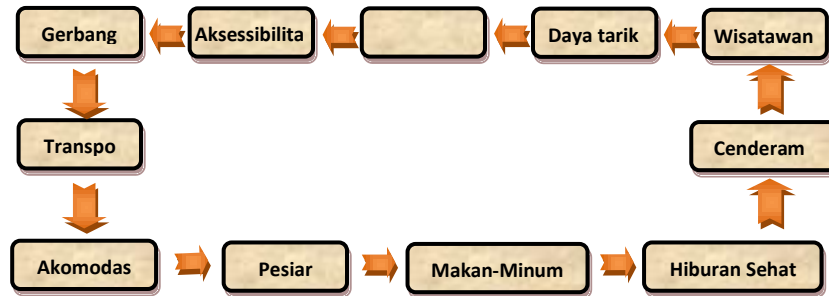 Gerbang
Aksessibilita
Daya tarik
Wisatawan
Transpo
Cenderam
Akomodas
Pesiar
Makan-Minum
Hiburan Sehat